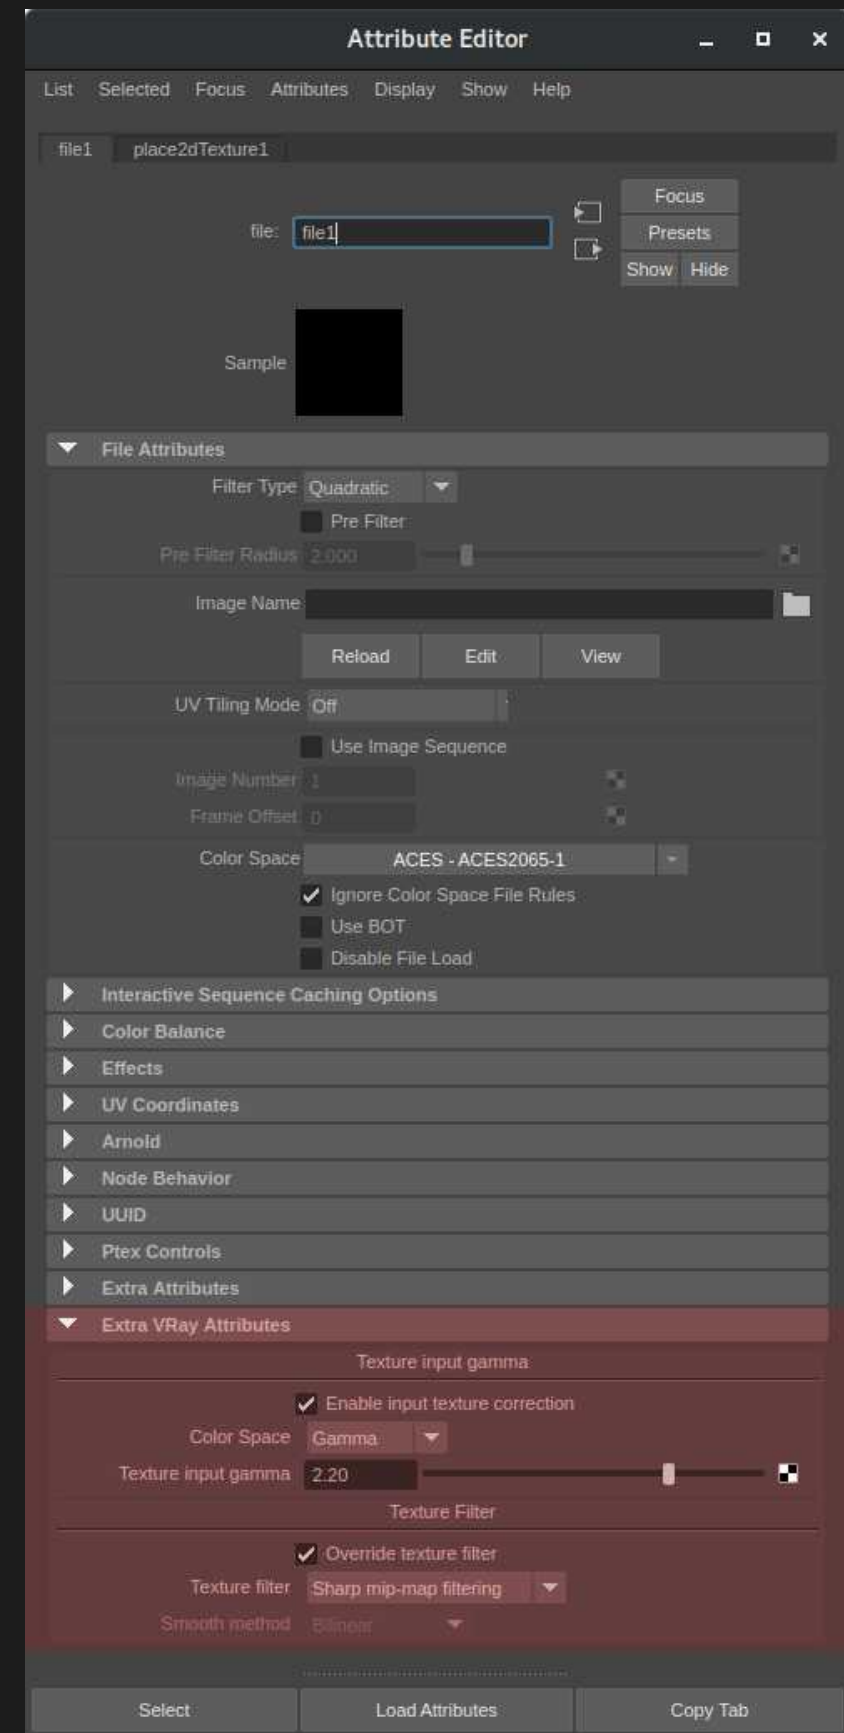 Attribute Editor
List Selected Focus Attributes Display Show Help
file1 place2dTexture1
Focus
file: file1 Presets
Show Hide
Sample
File Attributes
Filter Type Quadratic
Pre Filter
Pre Filter Radius 2.000
Image Name
Reload Edit View
UV Tiling Mode Off
Use Image Sequence
Image Number 1
Frame Offset 0
Color Space ACES - ACES2065-1
Ignore Color Space File Rules
Use BOT
Disable File Load
Interactive Sequence Caching Options
Color Balance
Effects
UV Coordinates
Arnold
Node Behavior
UUID
Ptex Controls
Extra Attributes
Extra VRay Attributes
Texture input gamma
Enable input texture correction
Color Space Gamma
Texture input gamma 2.20
Texture Filter
Override texture filter
Texture filter Sharp mip-map filtering
Smooth method Bilinear
Select Load Attributes Copy Tab